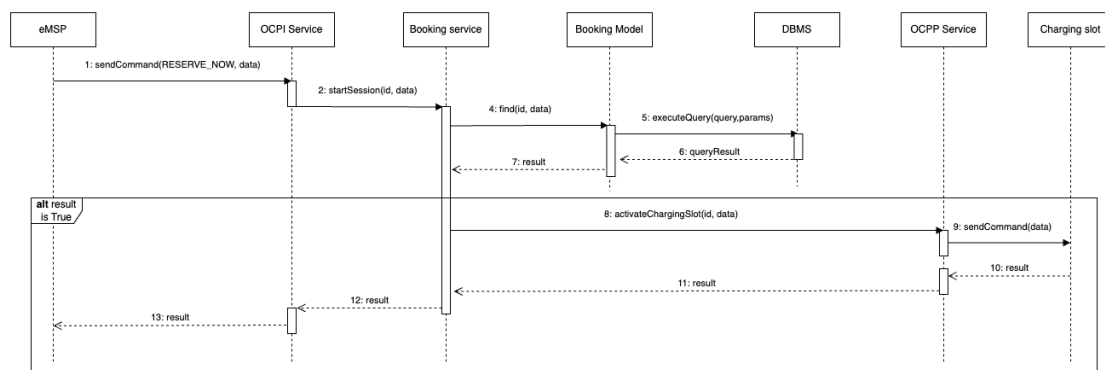 eMSP
OCPI Service
Booking service
Booking Model
DBMS
OCPP Service
Charging slot
1: sendCommand(RESERVE_NOW, data)
2: startSession(id, data)
4: find(id, data)
5: executeQuery(query,params)
6: queryResult
7: result
alt result
is True
8: activateChargingSlot(id, data)
9: sendCommand(data)
10: result
11: result
12: result
13: result